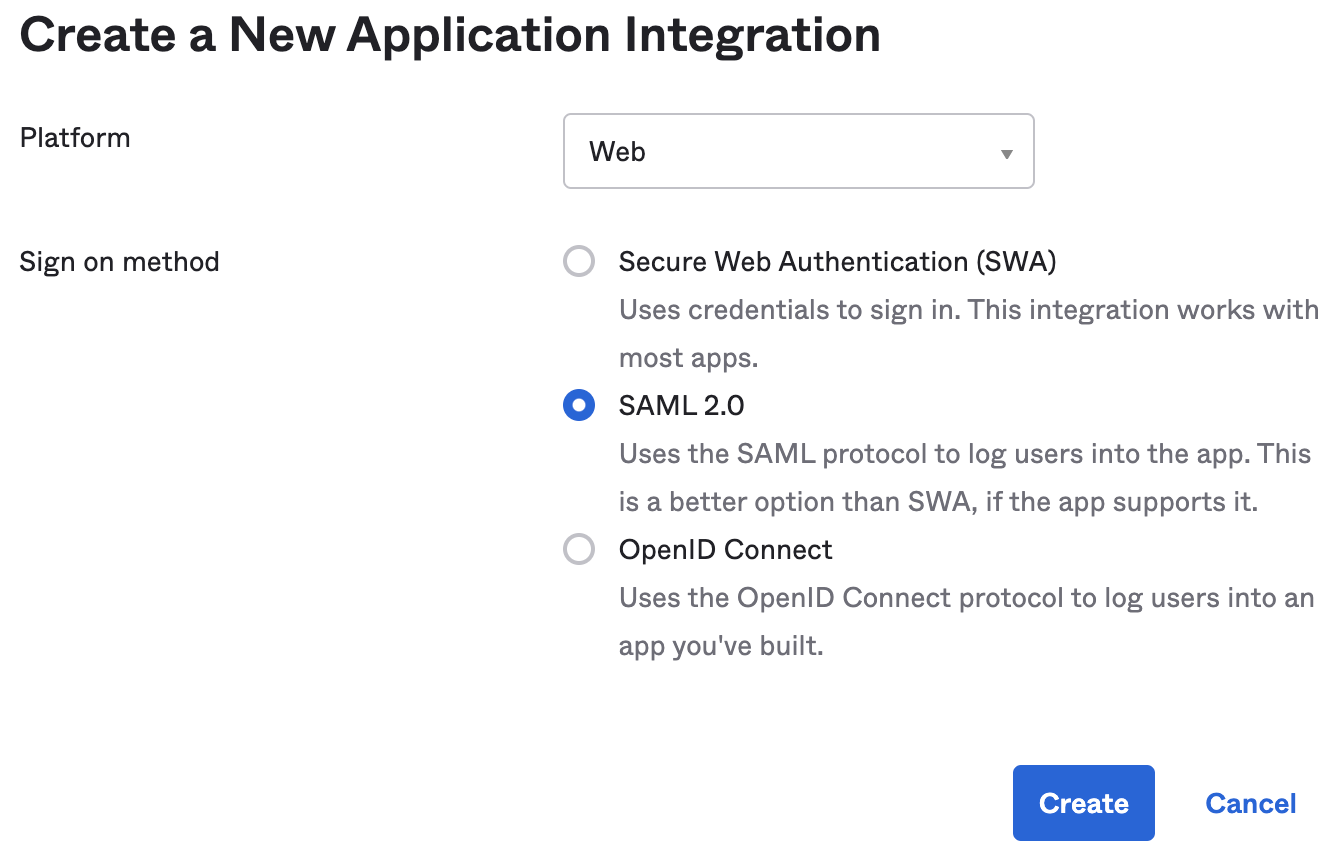 Create a New Application Integration
Platform
Web
Sign on method
Secure Web Authentication (SWA)
Uses credentials to sign in. This integration works with
most apps.
SAML 2.0
Uses the SAML protocol to log users into the app. This
is a better option than SWA, if the app supports it.
OpenID Connect
Uses the OpenID Connect protocol to log users into an
app you've built.
Create
Cancel